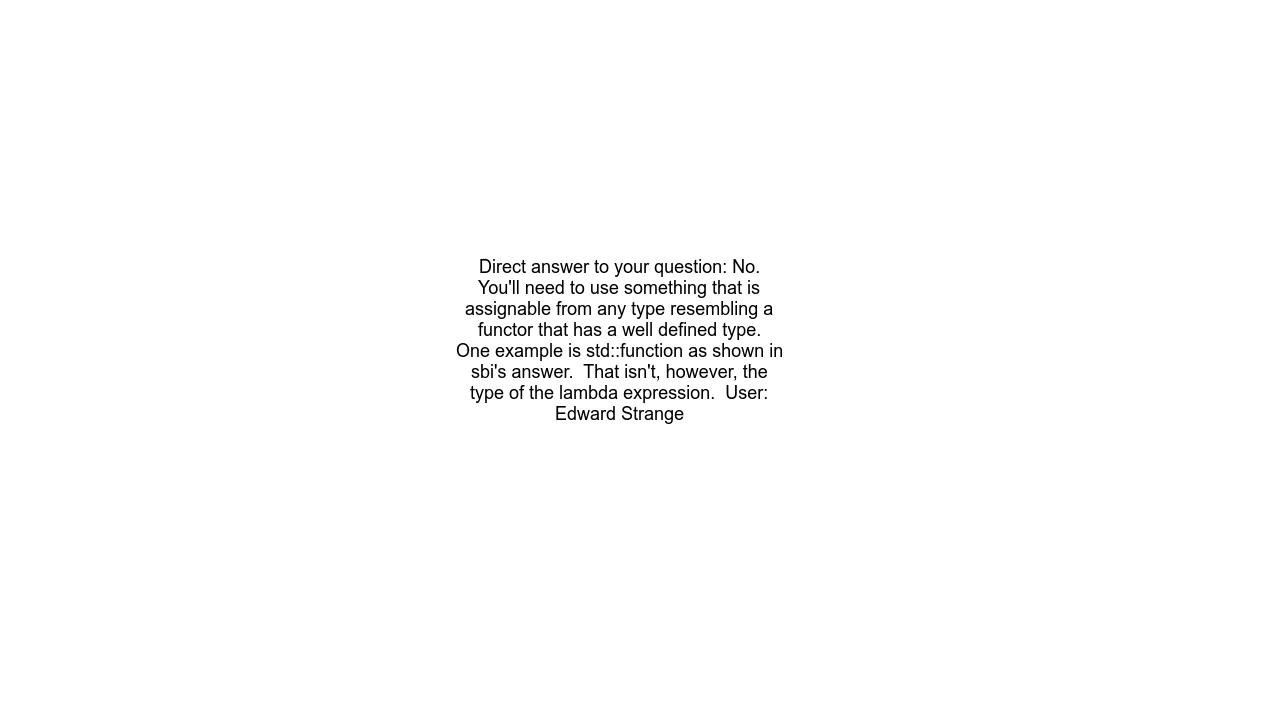 Direct answer to your question: No.
You'll need to use something that is
assignable from any type resembling a
functor that has a well defined type.
One example is std::function as shown in
sbi's answer.  That isn't, however, the
type of the lambda expression.  User:
Edward Strange